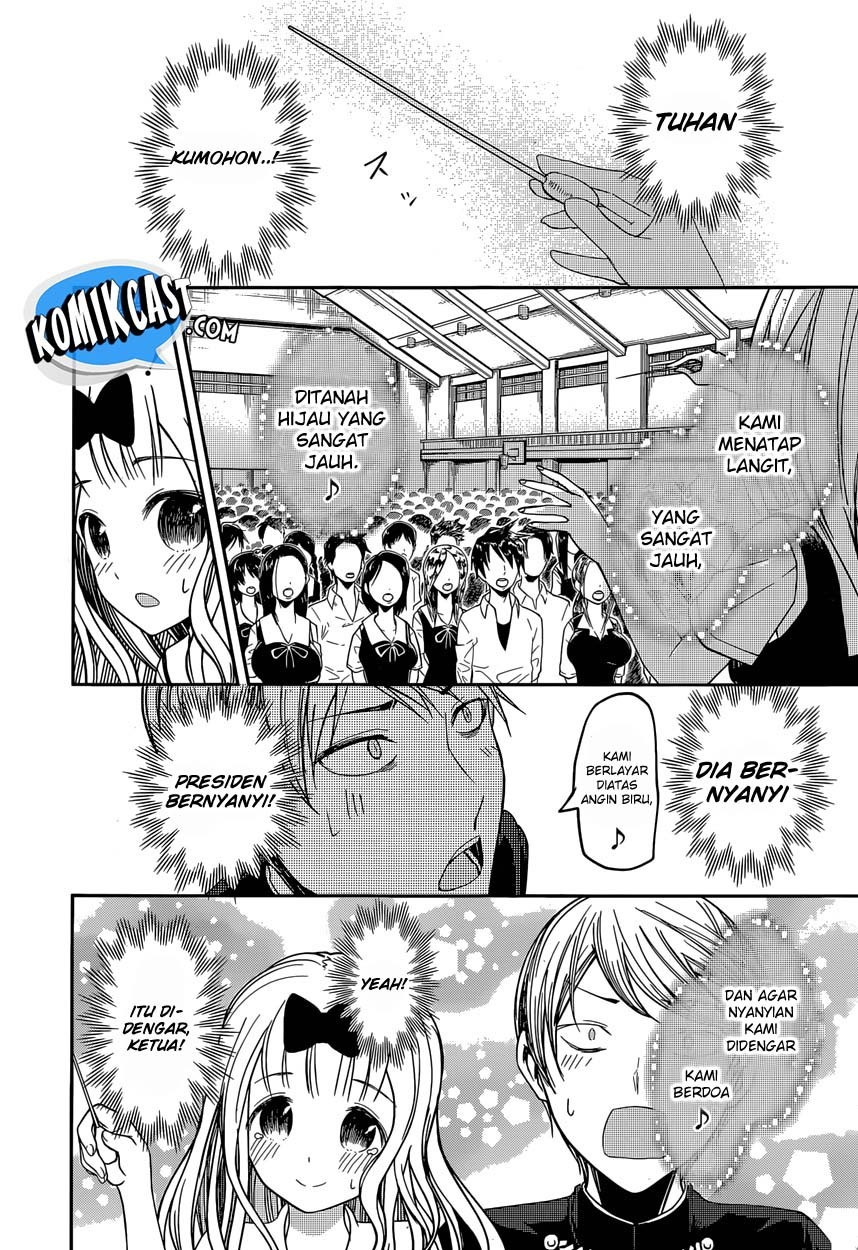 TUHAN
KUMOHON..!
ス
KOMIKCAST
.COM
KAMI
MENATAP
LANGIT,
YANG
SANGAT
JAUH,
DITANAH
HIJAU YANG
SANGAT
JAUH.
♪
DIA BER-
NYANYI
KAMI
BERLAYAR
DIATAS
ANGIN BIRU,
♪
PRESIDEN
BERNYANYI!
DAN AGAR
NYANYIAN
KAMI
DIDENGAR
KAMI
BERDOA
♪
YEAH!
ITU DI-
DENGAR,
KETUA!